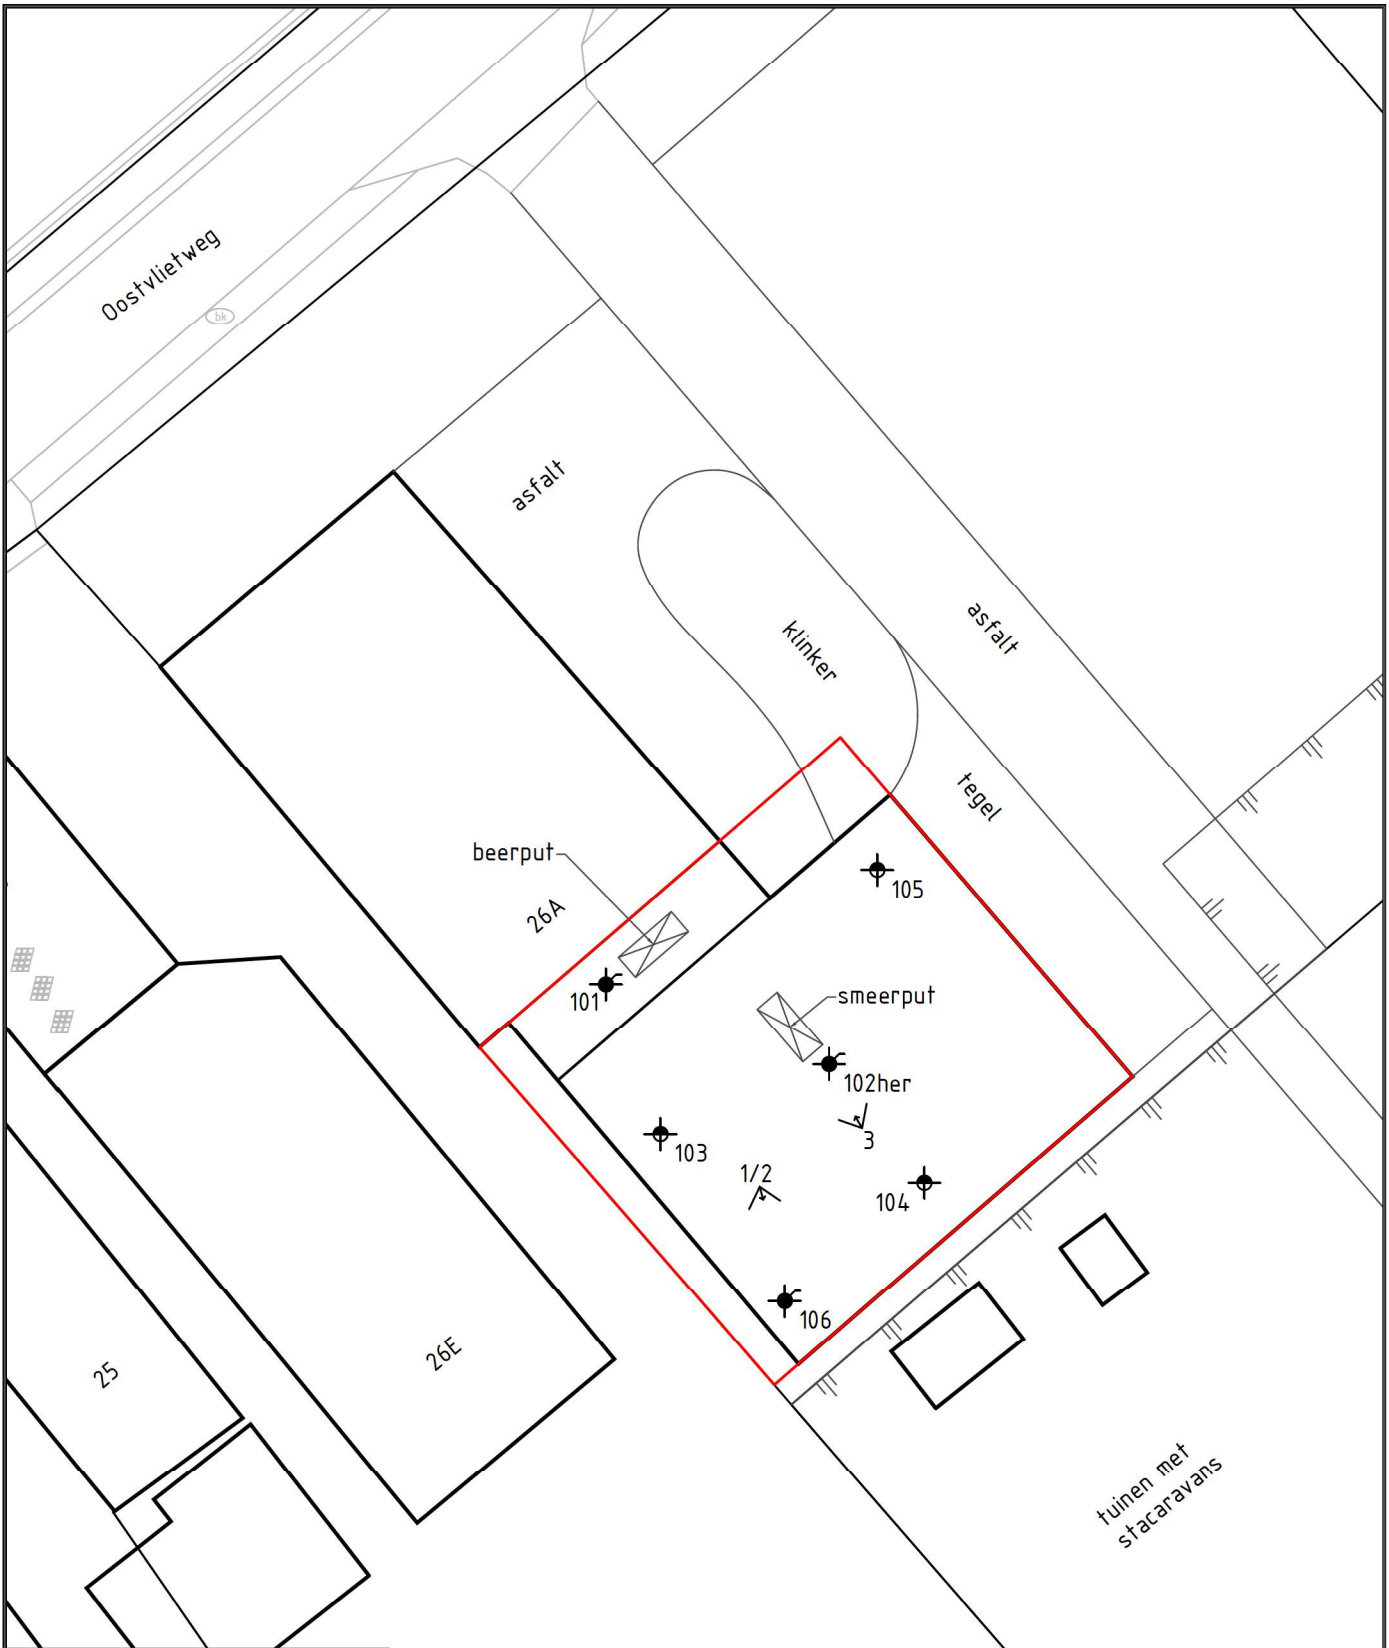 Oostvlietweg
bk
asfalt
klinker
asfalt
tegel
beerput
26A
105
101
smeerput
102her
3
103
1/2
104
106
25
26E
tuinen met
stacaravans